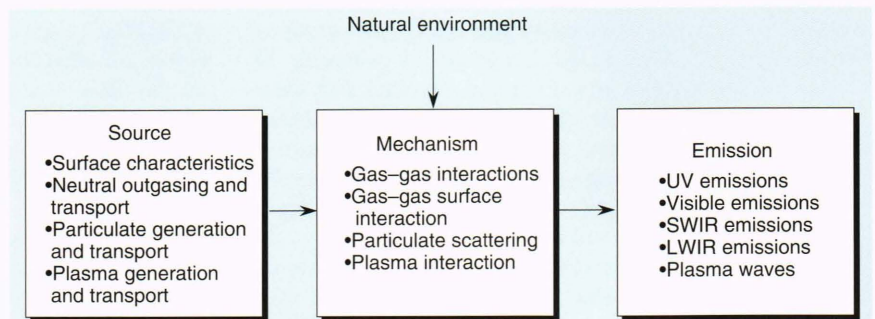 Natural environment
Source
•Surface characteristics
•Neutral outgasing and
transport
•Particulate generation
and transport
•Plasma generation
and transport
Mechanism
•Gas–gas interactions
•Gas–gas surface
interaction
•Particulate scattering
•Plasma interaction
Emission
•UV emissions
•Visible emissions
•SWIR emissions
•LWIR emissions
•Plasma waves